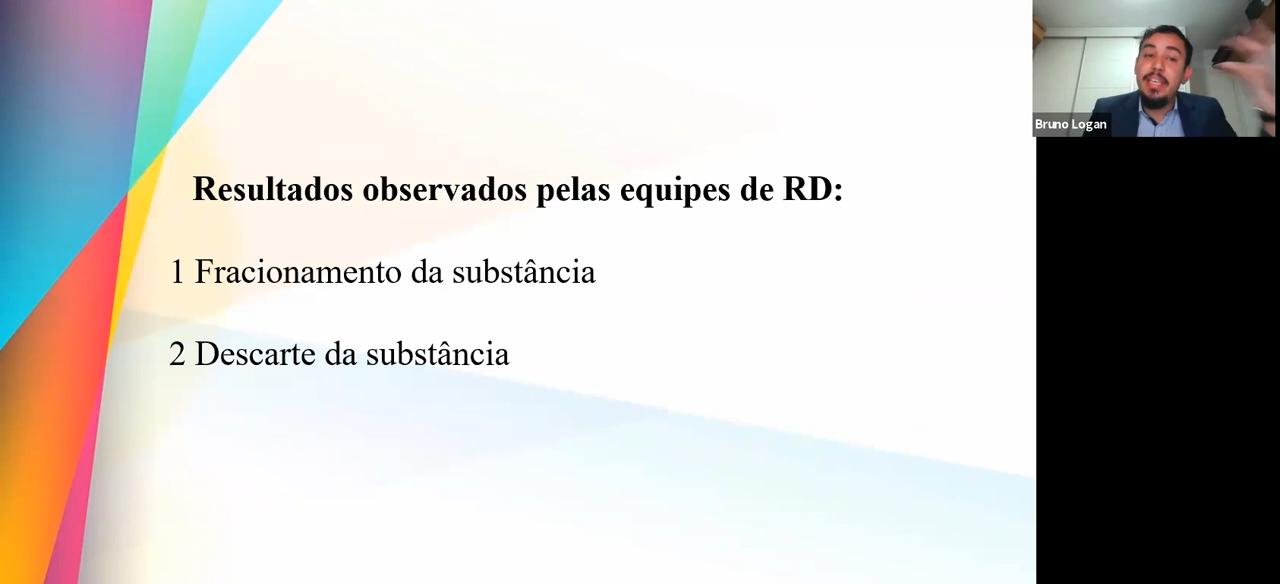 Bruno Logan
Resultados observados pelas equipes de RD:
1 Fracionamento da substância
2 Descarte da substância